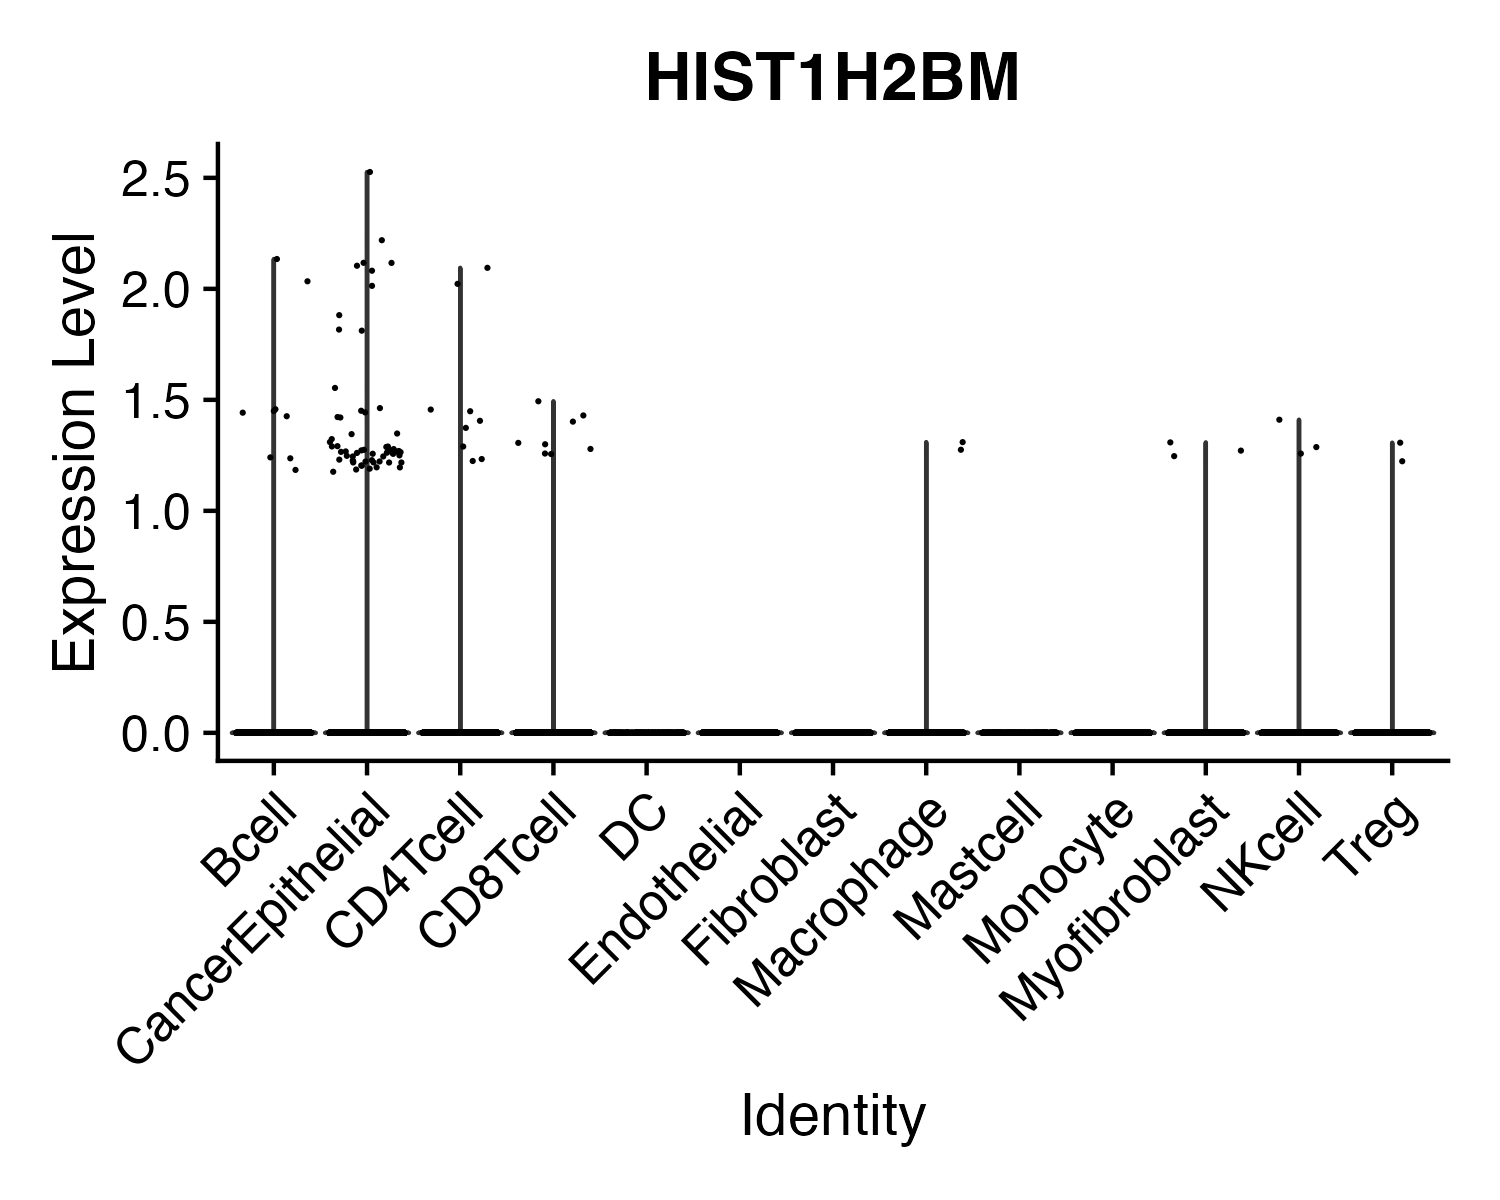 HIST1H2BM
Expression Level
2.5
2.0
1.5
1.0
0.5
0.0
Bcell
CancerEpithelial
CD4Tcell
CD8Tcell
DC
Endothelial
Fibroblast
Macrophage
Mastcell
Monocyte
Myofibroblast
NKcell
Treg
Identity